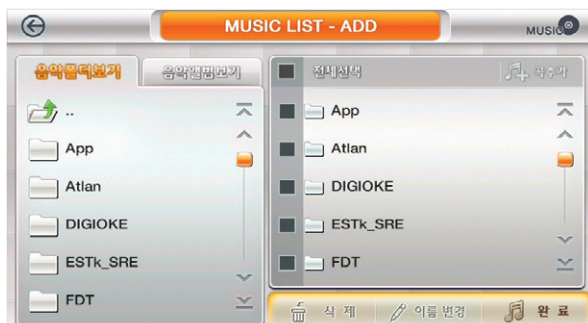 MUSIC LIST - ADD
MUSIC
음악폴더보기
음악앨범보기
..
App
Atlan
DIGIOKE
ESTk_SRE
FDT
전체선택
곡추가
App
Atlan
DIGIOKE
ESTk_SRE
FDT
삭 제
이름 변경
완 료